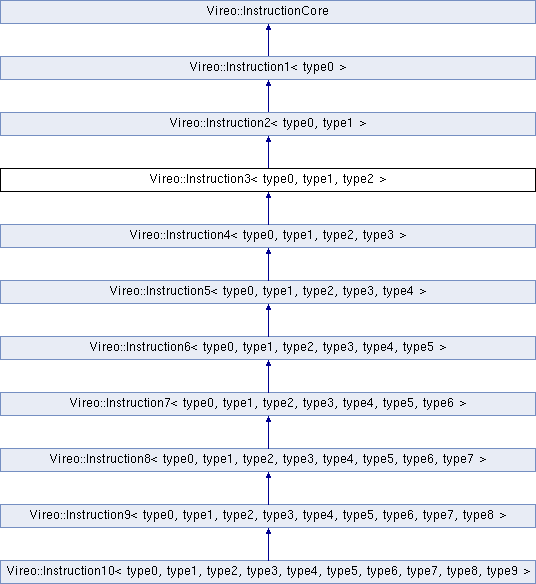 Vireo::InstructionCore
Vireo::Instruction1< type0 >
Vireo::Instruction2< type0, type1 >
Vireo::Instruction3< type0, type1, type2 >
Vireo::Instruction4< type0, type1, type2, type3 >
Vireo::Instruction5< type0, type1, type2, type3, type4 >
Vireo::Instruction6< type0, type1, type2, type3, type4, type5 >
Vireo::Instruction7< type0, type1, type2, type3, type4, type5, type6 >
Vireo::Instruction8< type0, type1, type2, type3, type4, type5, type6, type7 >
Vireo::Instruction9< type0, type1, type2, type3, type4, type5, type6, type7, type8 >
Vireo::Instruction10< type0, type1, type2, type3, type4, type5, type6, type7, type8, type9 >